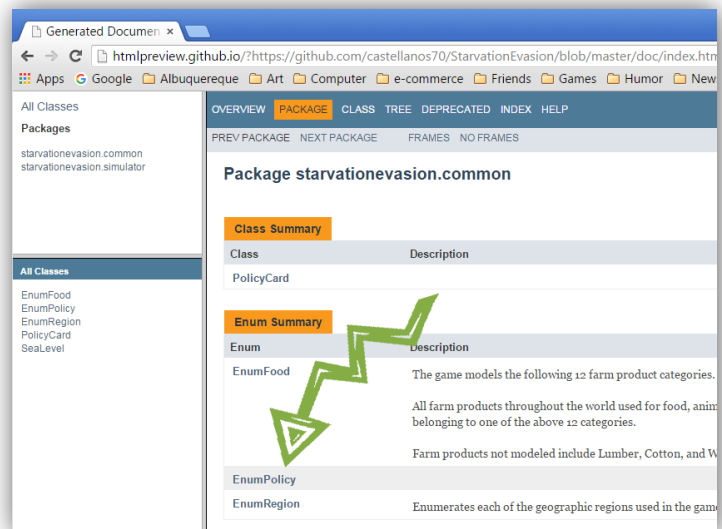 Generated Documen
htmlpreview.github.io/?https://github.com/castellanos70/StarvationEvasion/blob/master/doc/index.htm
Apps Google Albuquereque Art Computer e-commerce Friends Games Humor New
All Classes
Packages
starvationevasion.common
starvationevasion.simulator
All Classes
EnumFood
EnumPolicy
EnumRegion
PolicyCard
SeaLevel
OVERVIEW PACKAGE CLASS TREE DEPRECATED INDEX HELP
PREV PACKAGE NEXT PACKAGE FRAMES NO FRAMES
Package starvationevasion.common
Class Summary
Class Description
PolicyCard
Enum Summary
Enum Description
EnumFood The game models the following 12 farm product categories.
All farm products throughout the world used for food, anim
belonging to one of the above 12 categories.
Farm products not modeled include Lumber, Cotton, and W
EnumPolicy
EnumRegion Enumerates each of the geographic regions used in the game